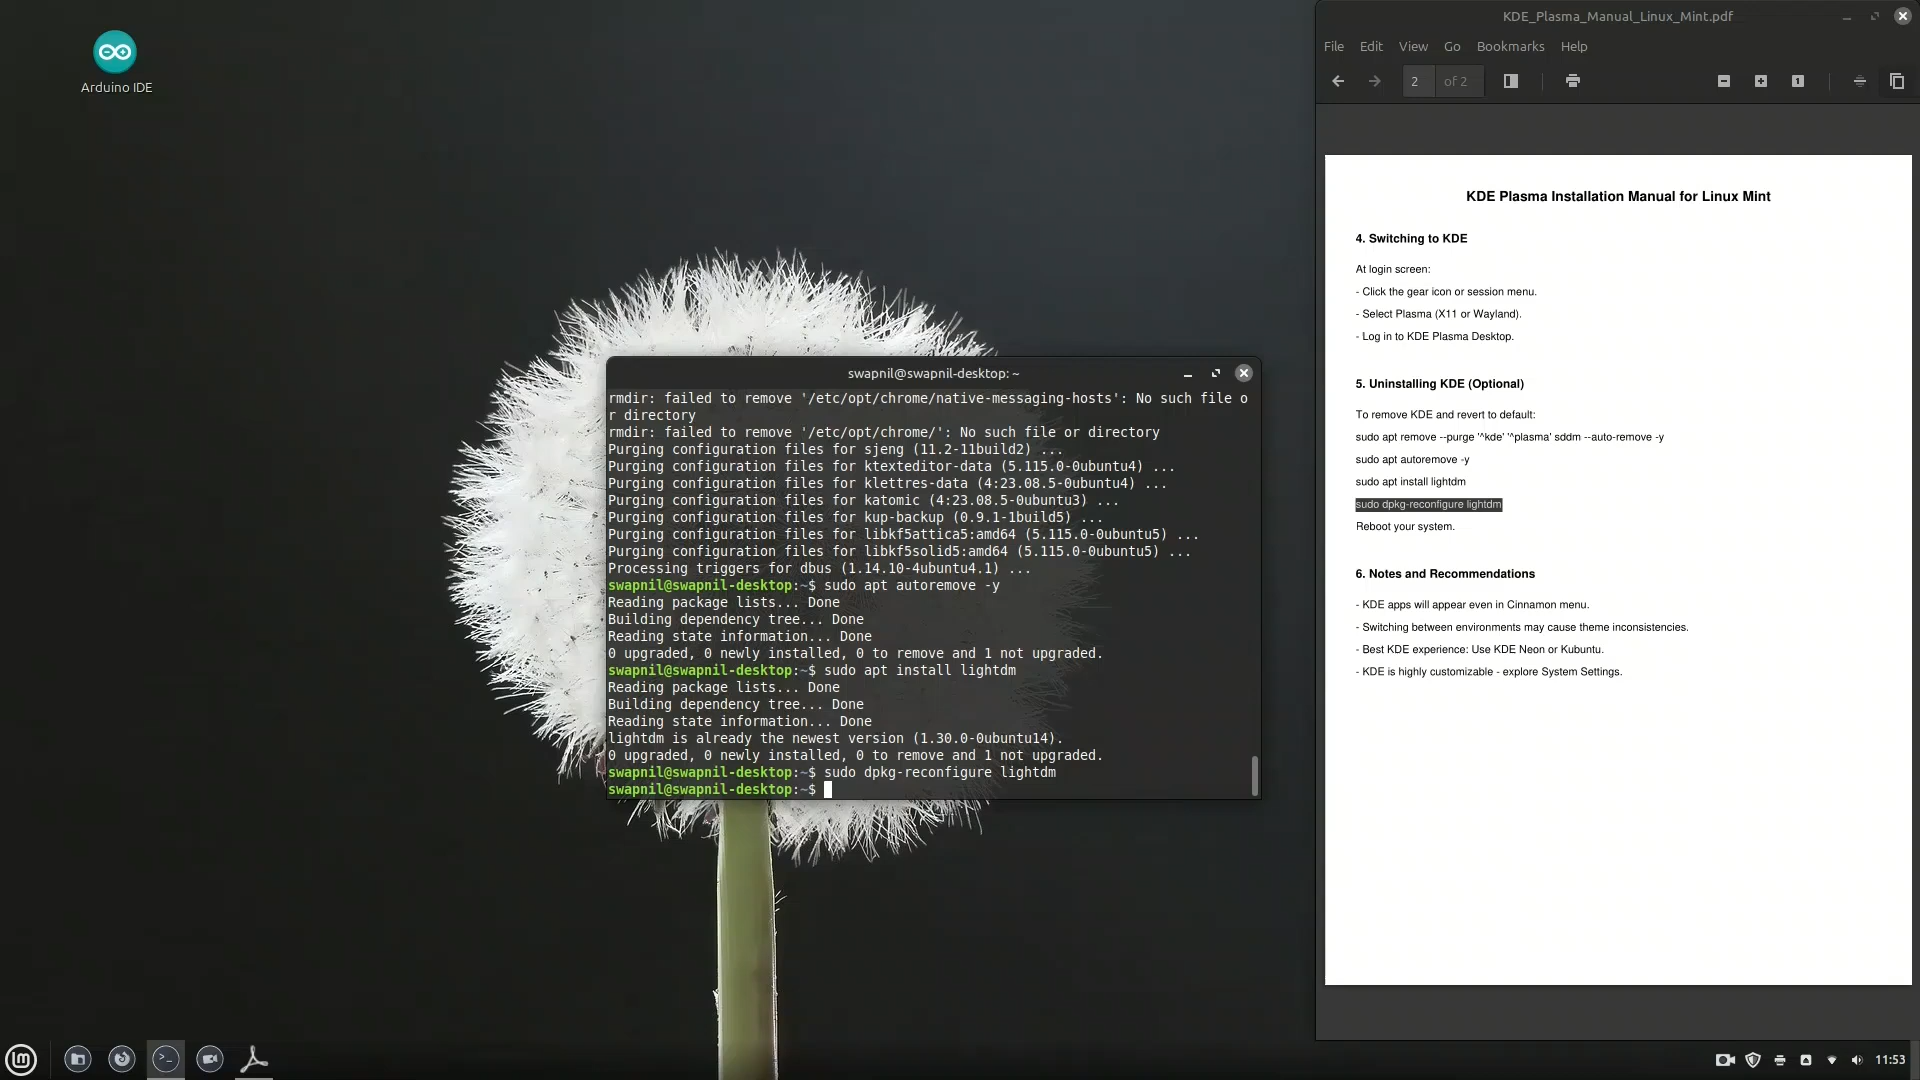 Arduino IDE
swapnil@swapnil-desktop: ~
rmdir: failed to remove '/etc/opt/chrome/native-messaging-hosts': No such file o
r directory
rmdir: failed to remove '/etc/opt/chrome/': No such file or directory
Purging configuration files for sjeng (11.2-11build2) ...
Purging configuration files for ktexteditor-data (5.115.0-0ubuntu4) ...
Purging configuration files for klettres-data (4:23.08.5-0ubuntu4) ...
Purging configuration files for katomic (4:23.08.5-0ubuntu3) ...
Purging configuration files for kup-backup (0.9.1-1build5) ...
Purging configuration files for libkf5attica5:amd64 (5.115.0-0ubuntu5) ...
Purging configuration files for libkf5solid5:amd64 (5.115.0-0ubuntu5) ...
Processing triggers for dbus (1.14.10-4ubuntu4.1) ...
swapnil@swapnil-desktop:~$ sudo apt autoremove -y
Reading package lists... Done
Building dependency tree... Done
Reading state information... Done
0 upgraded, 0 newly installed, 0 to remove and 1 not upgraded.
swapnil@swapnil-desktop:~$ sudo apt install lightdm
Reading package lists... Done
Building dependency tree... Done
Reading state information... Done
lightdm is already the newest version (1.30.0-0ubuntu14).
0 upgraded, 0 newly installed, 0 to remove and 1 not upgraded.
swapnil@swapnil-desktop:~$ sudo dpkg-reconfigure lightdm
swapnil@swapnil-desktop:~$
KDE_Plasma_Manual_Linux_Mint.pdf
File Edit View Go Bookmarks Help
2 of 2
KDE Plasma Installation Manual for Linux Mint
4. Switching to KDE
At login screen:
- Click the gear icon or session menu.
- Select Plasma (X11 or Wayland).
- Log in to KDE Plasma Desktop.
5. Uninstalling KDE (Optional)
To remove KDE and revert to default:
sudo apt remove --purge '^kde' '^plasma' sddm --auto-remove -y
sudo apt autoremove -y
sudo apt install lightdm
sudo dpkg-reconfigure lightdm
Reboot your system.
6. Notes and Recommendations
- KDE apps will appear even in Cinnamon menu.
- Switching between environments may cause theme inconsistencies.
- Best KDE experience: Use KDE Neon or Kubuntu.
- KDE is highly customizable - explore System Settings.
11:53